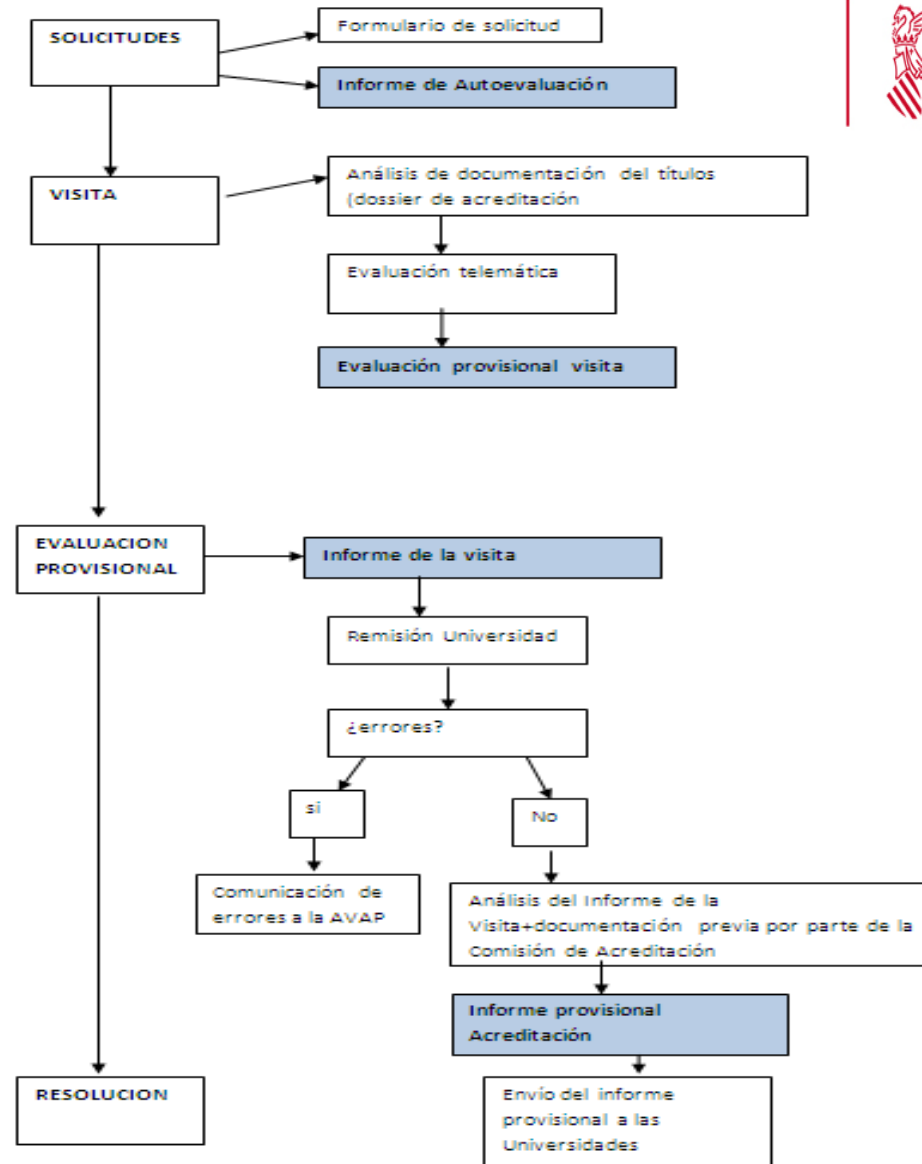 SOLICITUDES
Formulario de solicitud
Informe de Autoevaluación
VISITA
Análisis de documentación del títulos
(dossier de acreditación
Evaluación telemática
Evaluación provisional visita
EVALUACION
PROVISIONAL
Informe de la visita
Remisión Universidad
¿errores?
si
No
Comunicación de
errores a la AVAP
Análisis del Informe de la
Visita+documentación previa por parte de la
Comisión de Acreditación
Informe provisional
Acreditación
RESOLUCION
Envío del informe
provisional a las
Universidades